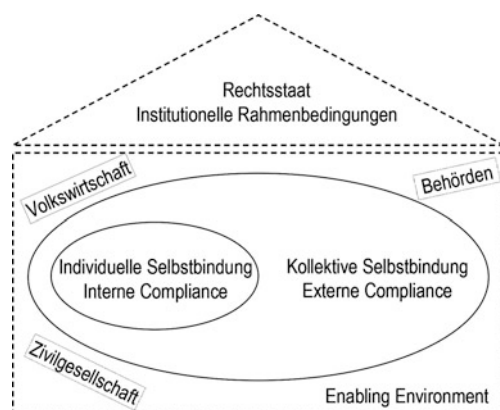 Rechtsstaat
Institutionelle Rahmenbedingungen
Volkswirtschaft
Behörden
Individuelle Selbstbindung
Interne Compliance
Kollektive Selbstbindung
Externe Compliance
Zivilgesellschaft
Enabling Environment